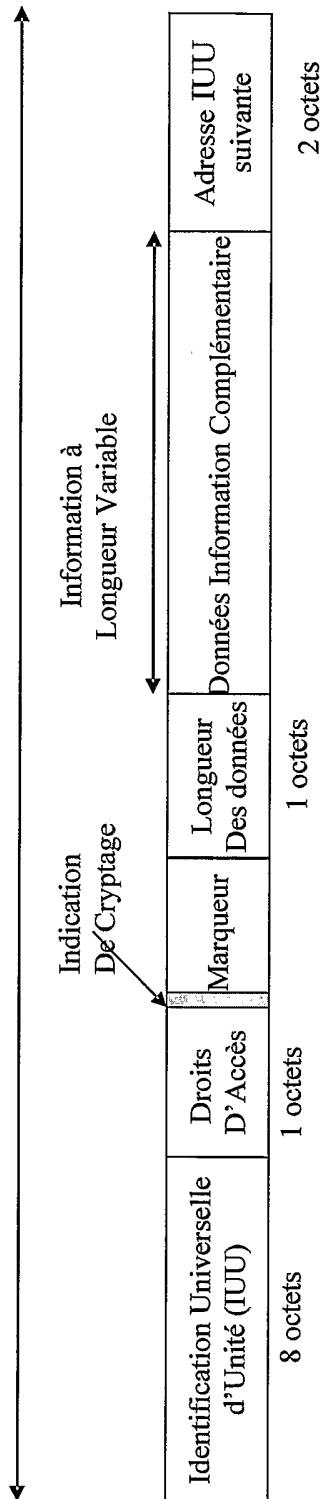 Information à
Longueur Variable
Indication
De Cryptage
Identification Universelle
d'Unité (IUU)
Droits
D'Accès
Marqueur
Longueur
Des données
Données Information Complémentaire
Adresse IUU
suivante
8 octets
1 octets
1 octets
2 octets